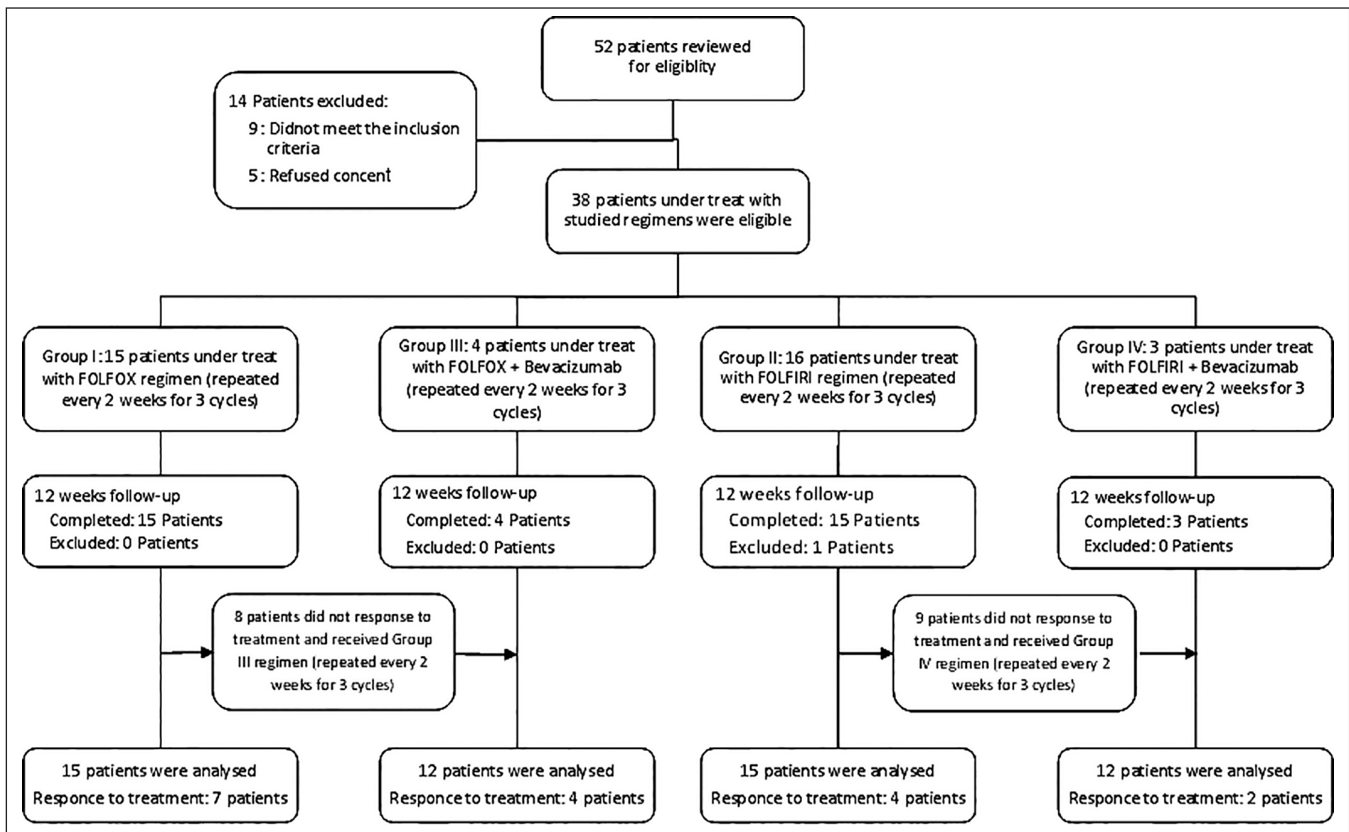 52 patients reviewed
for eligiblity
14 Patients excluded:
9: Didnot meet the inclusion
criteria
5: Refused concent
38 patients under treat with
studied regimens were eligible
Group I: 15 patients under treat
with FOLFOX regimen (repeated
every 2 weeks for 3 cycles)
Group III: 4 patients under treat
with FOLFOX + Bevacizumab
(repeated every 2 weeks for 3
cycles)
Group II: 16 patients under treat
with FOLFIRI regimen (repeated
every 2 weeks for 3 cycles)
Group IV: 3 patients under treat
with FOLFIRI + Bevacizumab
(repeated every 2 weeks for 3
cycles)
12 weeks follow-up
Completed: 15 Patients
Excluded: 0 Patients
12 weeks follow-up
Completed: 4 Patients
Excluded: 0 Patients
12 weeks follow-up
Completed: 15 Patients
Excluded: 1 Patients
12 weeks follow-up
Completed: 3 Patients
Excluded: 0 Patients
8 patients did not response to
treatment and received Group
III regimen (repeated every 2
weeks for 3 cycles)
9 patients did not response to
treatment and received Group
IV regimen (repeated every 2
weeks for 3 cycles)
15 patients were analysed
Responce to treatment: 7 patients
12 patients were analysed
Responce to treatment: 4 patients
15 patients were analysed
Responce to treatment: 4 patients
12 patients were analysed
Responce to treatment: 2 patients